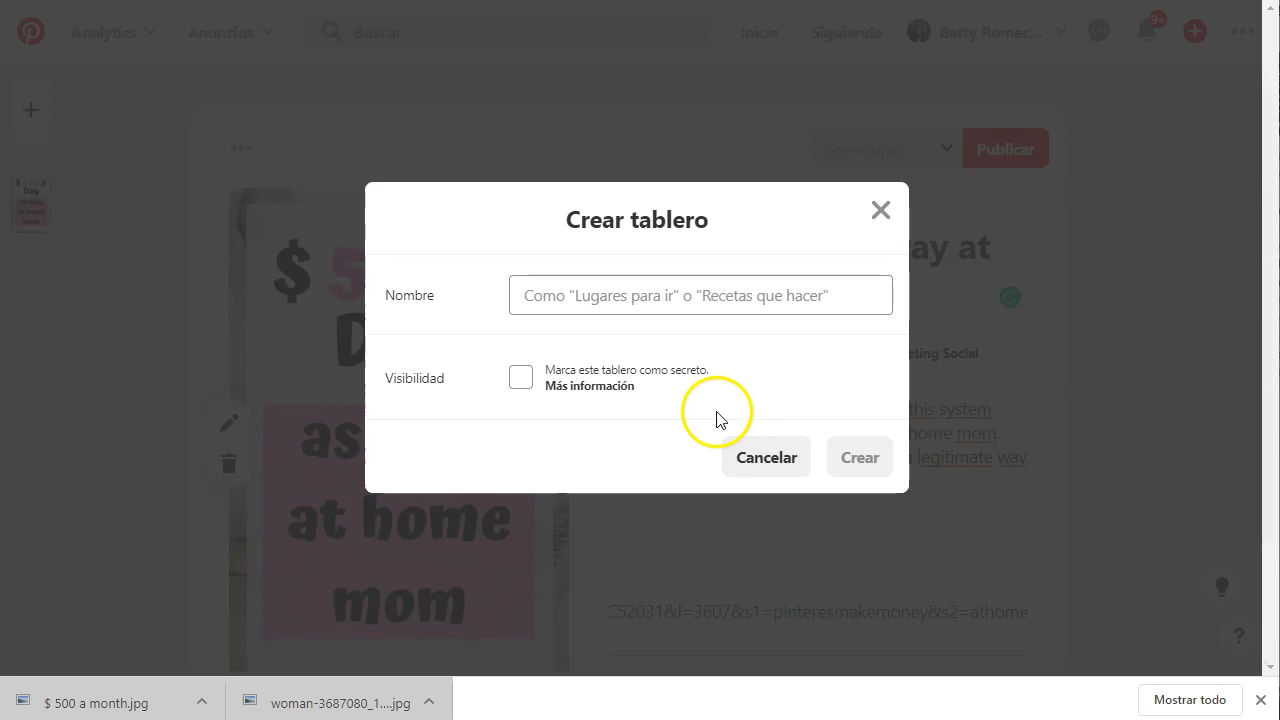 Analytics
Anuncios
Buscar
Inicio
Siguiendo
Betty Romer...
9+
Seleccionar
Publicar
Crear tablero
ay at
$ 5
D
Nombre
Como "Lugares para ir" o "Recetas que hacer"
eting Social
Visibilidad
Marca este tablero como secreto.
Más información
this system
home mom.
legitimate way
as
Cancelar
Crear
at home
mom
C52031&l=3607&s1=pinteresmakemoney&s2=athome
?
$ 500 a month.jpg
woman-3687080_1....jpg
Mostrar todo